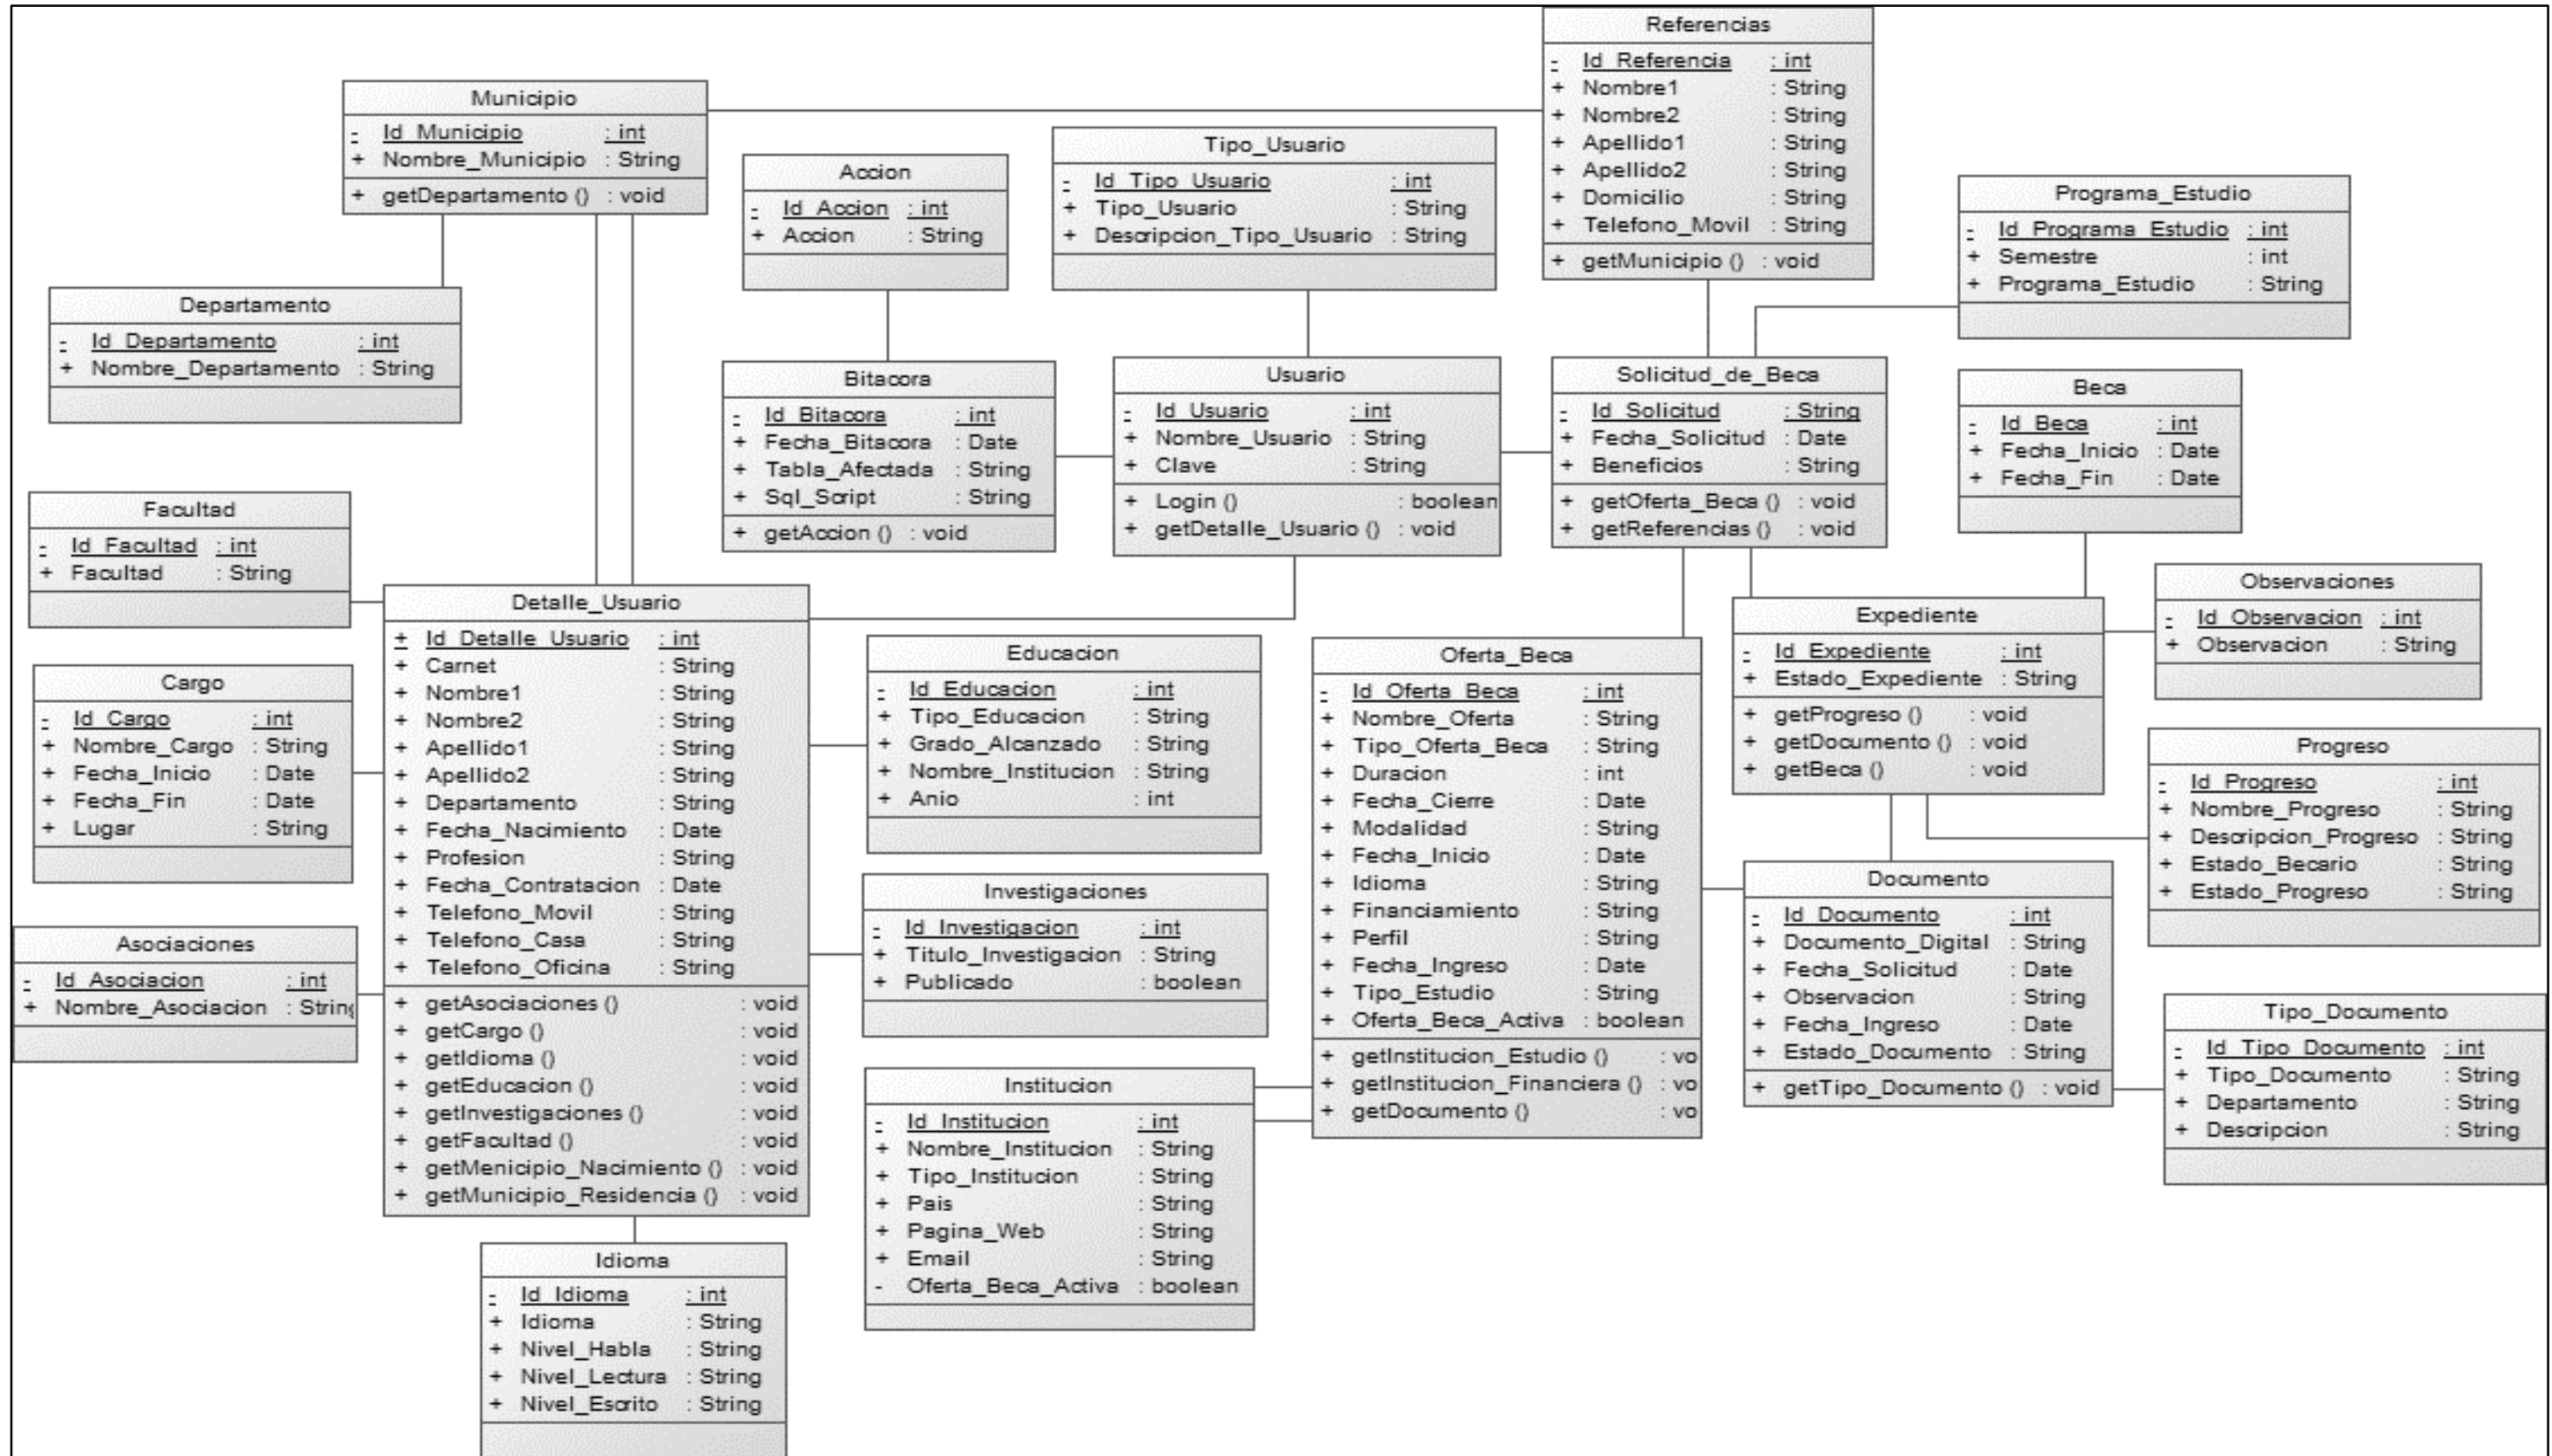 Referencias
- Id_Referencia : int
+ Nombre1 : String
+ Nombre2 : String
+ Apellido1 : String
+ Apellido2 : String
+ Domicilio : String
+ Telefono_Movil : String
+ getMunicipio () : void
Municipio
- Id_Municipio : int
+ Nombre_Municipio : String
+ getDepartamento () : void
Tipo_Usuario
- Id_Tipo_Usuario : int
+ Tipo_Usuario : String
+ Descripcion_Tipo_Usuario : String
Accion
- Id_Accion : int
+ Accion : String
Programa_Estudio
- Id_Programa_Estudio : int
+ Semestre : int
+ Programa_Estudio : String
Departamento
- Id_Departamento : int
+ Nombre_Departamento : String
Bitacora
- Id_Bitacora : int
+ Fecha_Bitacora : Date
+ Tabla_Afectada : String
+ Sql_Script : String
+ getAccion () : void
Usuario
- Id_Usuario : int
+ Nombre_Usuario : String
+ Clave : String
+ Login () : boolean
+ getDetalle_Usuario () : void
Solicitud_de_Beca
- Id_Solicitud : String
+ Fecha_Solicitud : Date
+ Beneficios : String
+ getOferta_Beca () : void
+ getReferencias () : void
Beca
- Id_Beca : int
+ Fecha_Inicio : Date
+ Fecha_Fin : Date
Facultad
- Id_Facultad : int
+ Facultad : String
Detalle_Usuario
+ Id_Detalle_Usuario : int
+ Carnet : String
+ Nombre1 : String
+ Nombre2 : String
+ Apellido1 : String
+ Apellido2 : String
+ Departamento : String
+ Fecha_Nacimiento : Date
+ Profesion : String
+ Fecha_Contratacion : Date
+ Telefono_Movil : String
+ Telefono_Casa : String
+ Telefono_Oficina : String
+ getAsociaciones () : void
+ getCargo () : void
+ getIdioma () : void
+ getEducacion () : void
+ getInvestigaciones () : void
+ getFacultad () : void
+ getMenicipio_Nacimiento () : void
+ getMunicipio_Residencia () : void
Observaciones
- Id_Observacion : int
+ Observacion : String
Expediente
- Id_Expediente : int
+ Estado_Expediente : String
+ getProgreso () : void
+ getDocumento () : void
+ getBeca () : void
Educacion
- Id_Educacion : int
+ Tipo_Educacion : String
+ Grado_Alcanzado : String
+ Nombre_Institucion : String
+ Anio : int
Oferta_Beca
- Id_Oferta_Beca : int
+ Nombre_Oferta : String
+ Tipo_Oferta_Beca : String
+ Duracion : int
+ Fecha_Cierre : Date
+ Modalidad : String
+ Fecha_Inicio : Date
+ Idioma : String
+ Financiamiento : String
+ Perfil : String
+ Fecha_Ingreso : Date
+ Tipo_Estudio : String
+ Oferta_Beca_Activa : boolean
+ getInstitucion_Estudio () : vo
+ getInstitucion_Financiera () : vo
+ getDocumento () : vo
Cargo
- Id_Cargo : int
+ Nombre_Cargo : String
+ Fecha_Inicio : Date
+ Fecha_Fin : Date
+ Lugar : String
Progreso
- Id_Progreso : int
+ Nombre_Progreso : String
+ Descripcion_Progreso : String
+ Estado_Becario : String
+ Estado_Progreso : String
Investigaciones
- Id_Investigacion : int
+ Titulo_Investigacion : String
+ Publicado : boolean
Documento
- Id_Documento : int
+ Documento_Digital : String
+ Fecha_Solicitud : Date
+ Observacion : String
+ Fecha_Ingreso : Date
+ Estado_Documento : String
+ getTipo_Documento () : void
Asociaciones
- Id_Asociacion : int
+ Nombre_Asociacion : String
Tipo_Documento
- Id_Tipo_Documento : int
+ Tipo_Documento : String
+ Departamento : String
+ Descripcion : String
Institucion
- Id_Institucion : int
+ Nombre_Institucion : String
+ Tipo_Institucion : String
+ Pais : String
+ Pagina_Web : String
+ Email : String
- Oferta_Beca_Activa : boolean
Idioma
- Id_Idioma : int
+ Idioma : String
+ Nivel_Habla : String
+ Nivel_Lectura : String
+ Nivel_Escrito : String